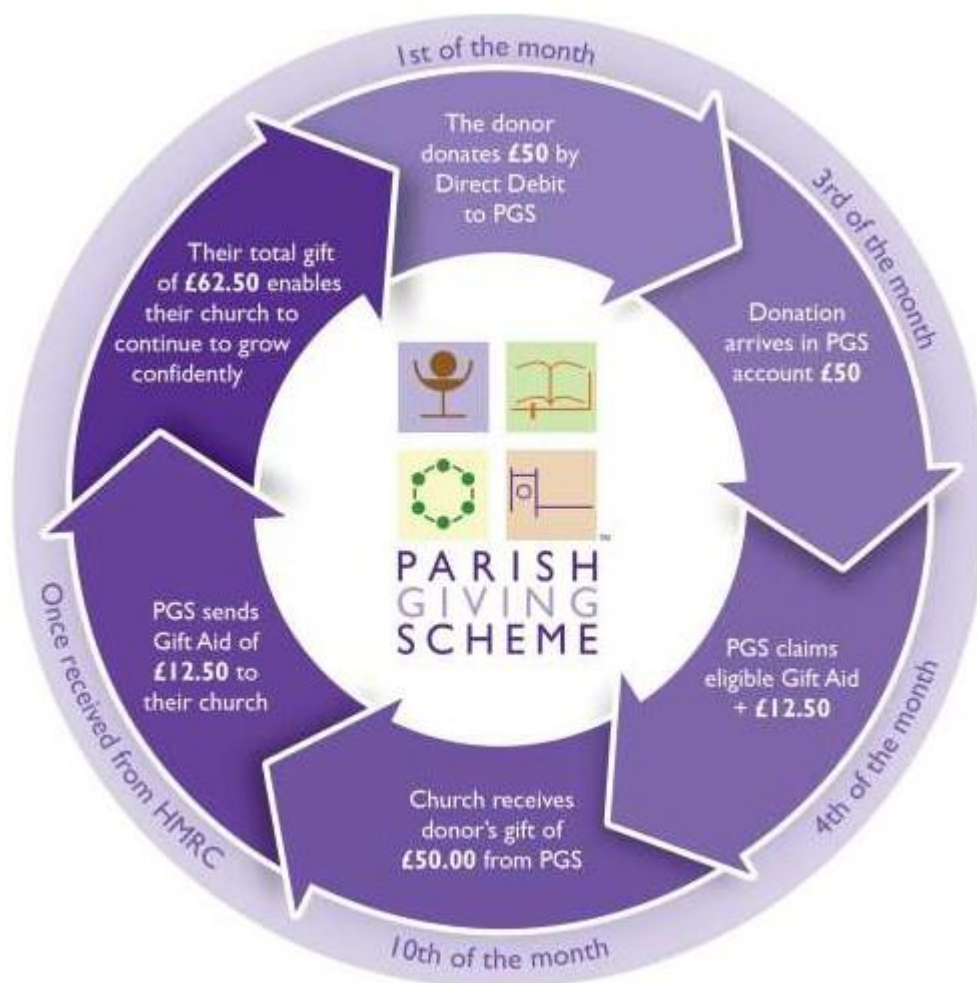 1st of the month
The donor
donates £50 by
Direct Debit
to PGS
3rd of the month
Donation
arrives in PGS
account £50
4th of the month
PGS claims
eligible Gift Aid
+ £12.50
10th of the month
Church receives
donor's gift of
£50.00 from PGS
Once received from HMRC
PGS sends
Gift Aid of
£12.50 to
their church
Their total gift
of £62.50 enables
their church to
continue to grow
confidently
PARISH
GIVING
SCHEME
™